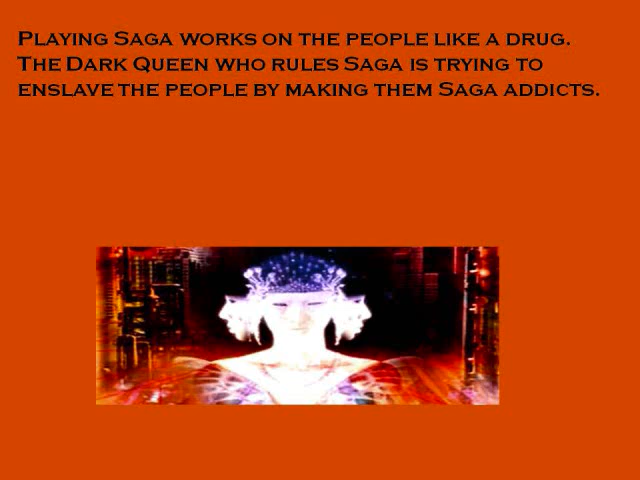 Playing Saga works on the people like a drug.
The Dark Queen who rules Saga is trying to
enslave the people by making them Saga addicts.